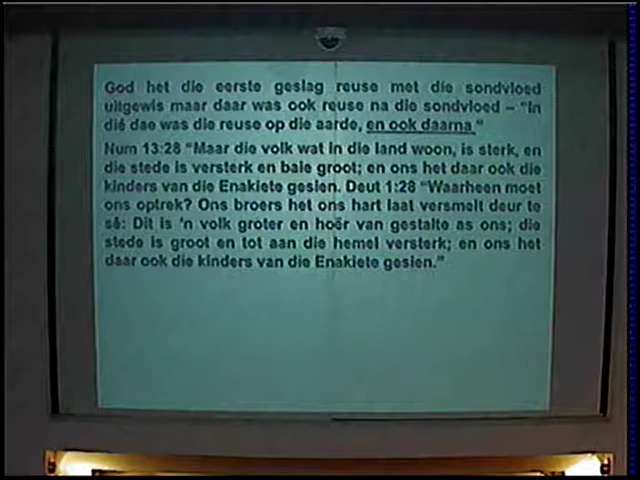 God het die eerste geslag reuse met die sondvloed
uitgewis maar daar was ook reuse na die sondvloed – “In
dié dae was die reuse op die aarde, en ook daarna “
Num 13:28 “Maar die volk wat in die land woon, is sterk, en
die stede is versterk en baie groot; en ons het daar ook die
kinders van die Enakiete gesien. Deut 1:28 “Waarheen moet
ons optrek? Ons broers het ons hart laat versmelt deur te
sê: Dit is ‘n volk groter en hoër van gestalte as ons; die
stede is groot en tot aan die hemel versterk; en ons het
daar ook die kinders van die Enakiete gesien.”